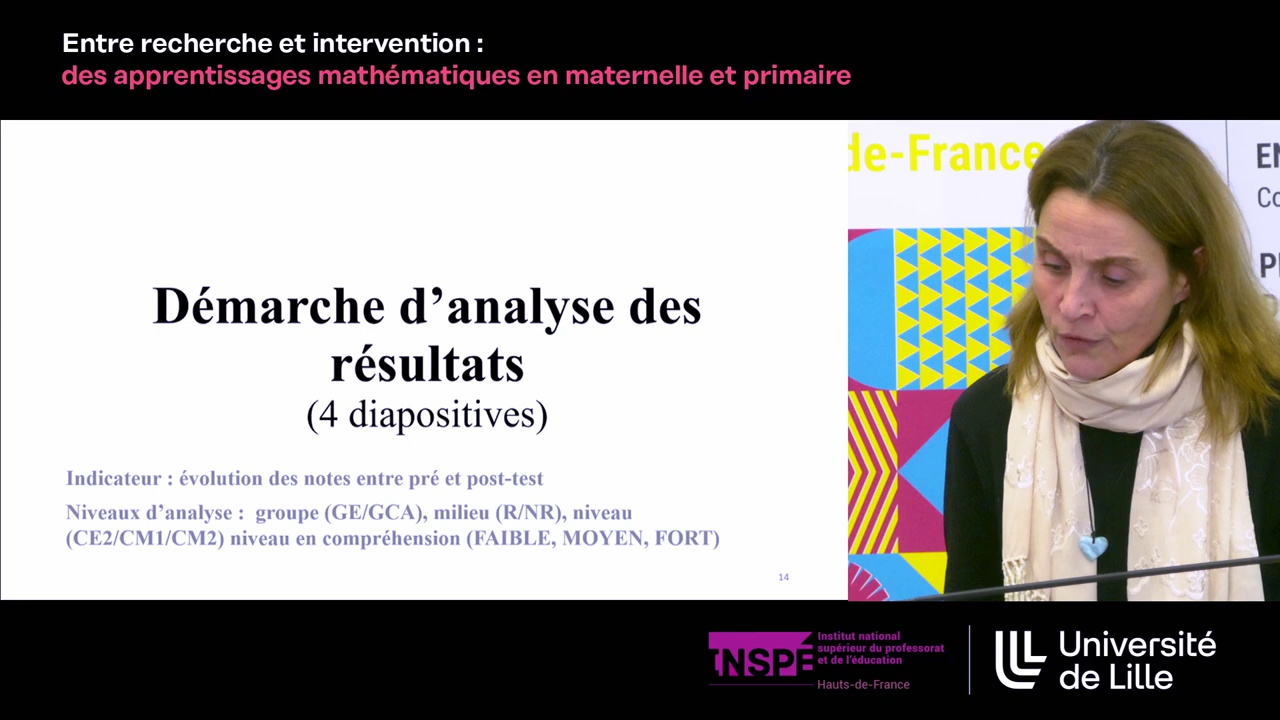 Entre recherche et intervention :
des apprentissages mathématiques en maternelle et primaire
de-France
Démarche d’analyse des
résultats
(4 diapositives)
Indicateur : évolution des notes entre pré et post-test
Niveaux d’analyse : groupe (GE/GCA), milieu (R/NR), niveau
(CE2/CM1/CM2) niveau en compréhension (FAIBLE, MOYEN, FORT)
14
INSPÉ
Institut national
supérieur du professorat
et de l’éducation
Hauts-de-France
Université
de Lille